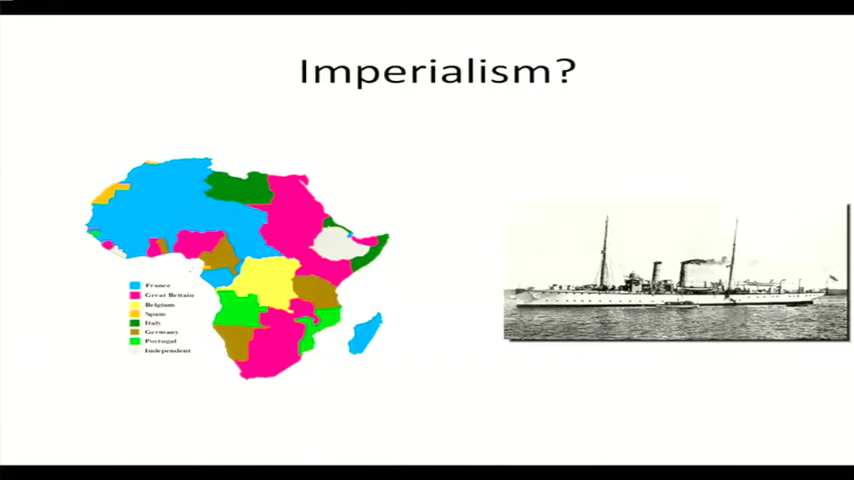 Imperialism?
France
Great Britain
Belgium
Spain
Italy
Germany
Portugal
Independent